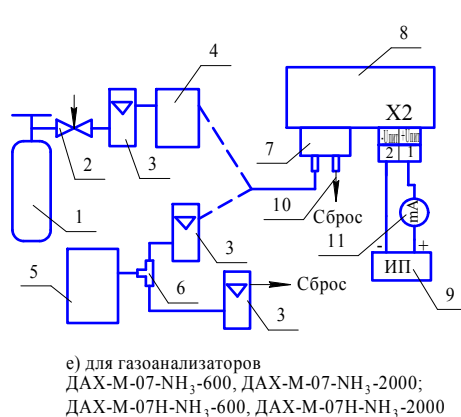 4
8
X2
2
3
7
2 1
1
10
Сброс
mA
11
- +
ИП
9
5
6
3
Сброс
3
е) для газоанализаторов
ДАХ-М-07-NH₃-600, ДАХ-М-07-NH₃-2000;
ДАХ-М-07Н-NH₃-600, ДАХ-М-07Н-NH₃-2000